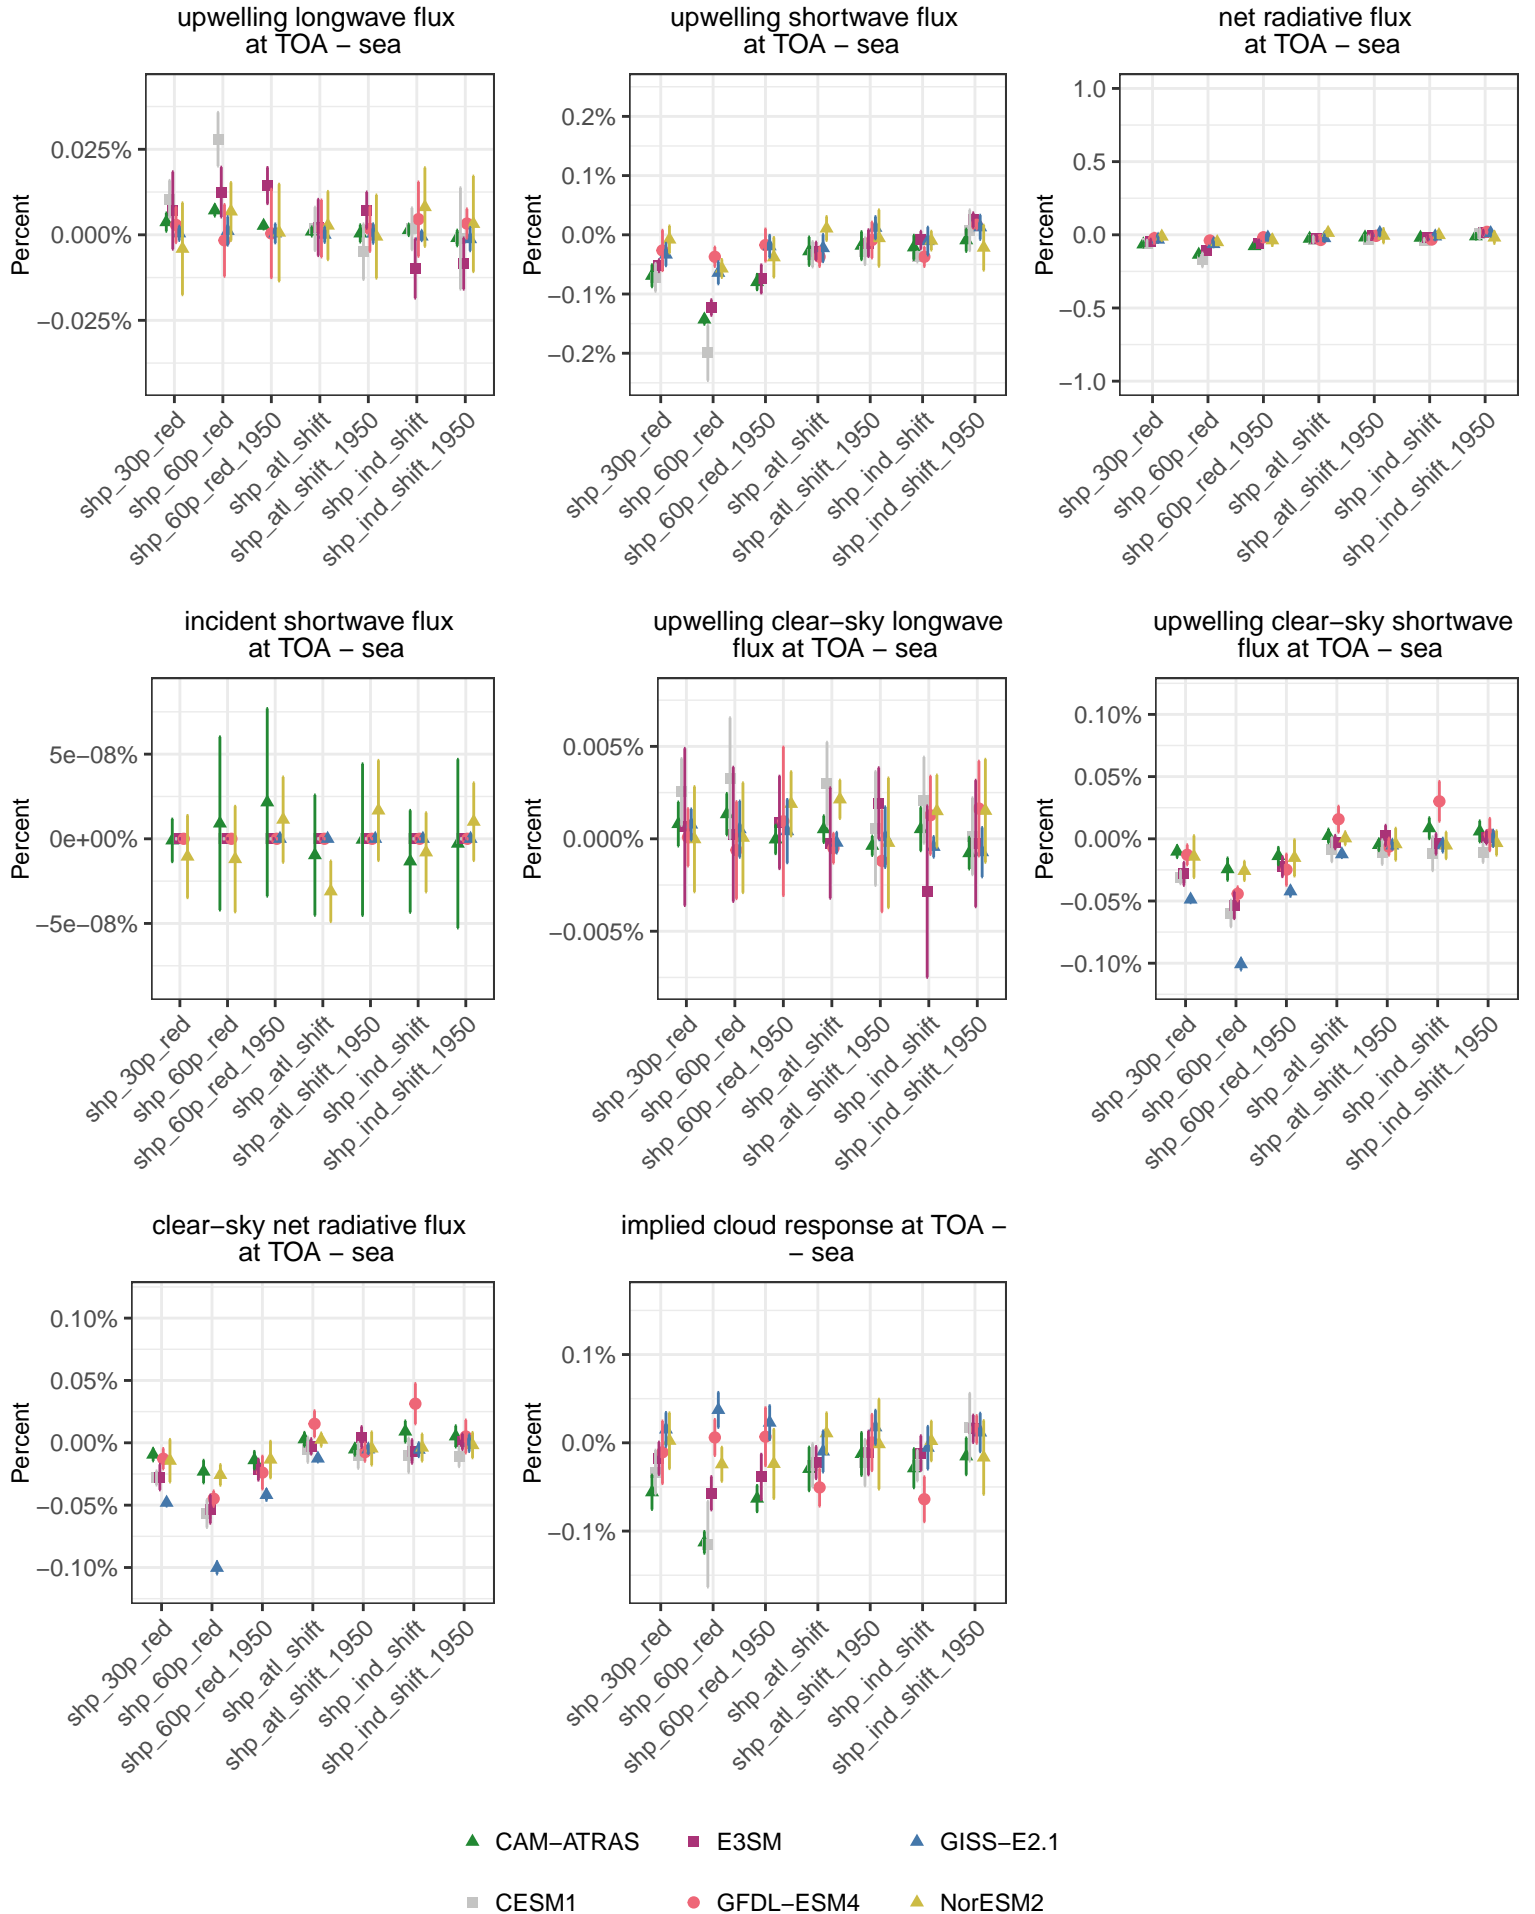 upwelling longwave flux
at TOA − sea
upwelling shortwave flux
at TOA − sea
net radiative flux
at TOA − sea
Percent
0.025%
0.000%
−0.025%
shp_30p_red
shp_60p_red
shp_60p_red_1950
shp_atl_shift
shp_atl_shift_1950
shp_ind_shift
shp_ind_shift_1950
Percent
0.2%
0.1%
0.0%
−0.1%
−0.2%
shp_30p_red
shp_60p_red
shp_60p_red_1950
shp_atl_shift
shp_atl_shift_1950
shp_ind_shift
shp_ind_shift_1950
Percent
1.0
0.5
0.0
−0.5
−1.0
shp_30p_red
shp_60p_red
shp_60p_red_1950
shp_atl_shift
shp_atl_shift_1950
shp_ind_shift
shp_ind_shift_1950
incident shortwave flux
at TOA − sea
upwelling clear−sky longwave
flux at TOA − sea
upwelling clear−sky shortwave
flux at TOA − sea
Percent
5e−08%
0e+00%
−5e−08%
shp_30p_red
shp_60p_red
shp_60p_red_1950
shp_atl_shift
shp_atl_shift_1950
shp_ind_shift
shp_ind_shift_1950
Percent
0.005%
0.000%
−0.005%
shp_30p_red
shp_60p_red
shp_60p_red_1950
shp_atl_shift
shp_atl_shift_1950
shp_ind_shift
shp_ind_shift_1950
Percent
0.10%
0.05%
0.00%
−0.05%
−0.10%
shp_30p_red
shp_60p_red
shp_60p_red_1950
shp_atl_shift
shp_atl_shift_1950
shp_ind_shift
shp_ind_shift_1950
clear−sky net radiative flux
at TOA − sea
implied cloud response at TOA −
− sea
Percent
0.10%
0.05%
0.00%
−0.05%
−0.10%
shp_30p_red
shp_60p_red
shp_60p_red_1950
shp_atl_shift
shp_atl_shift_1950
shp_ind_shift
shp_ind_shift_1950
Percent
0.1%
0.0%
−0.1%
shp_30p_red
shp_60p_red
shp_60p_red_1950
shp_atl_shift
shp_atl_shift_1950
shp_ind_shift
shp_ind_shift_1950
CAM−ATRAS
E3SM
GISS−E2.1
CESM1
GFDL−ESM4
NorESM2